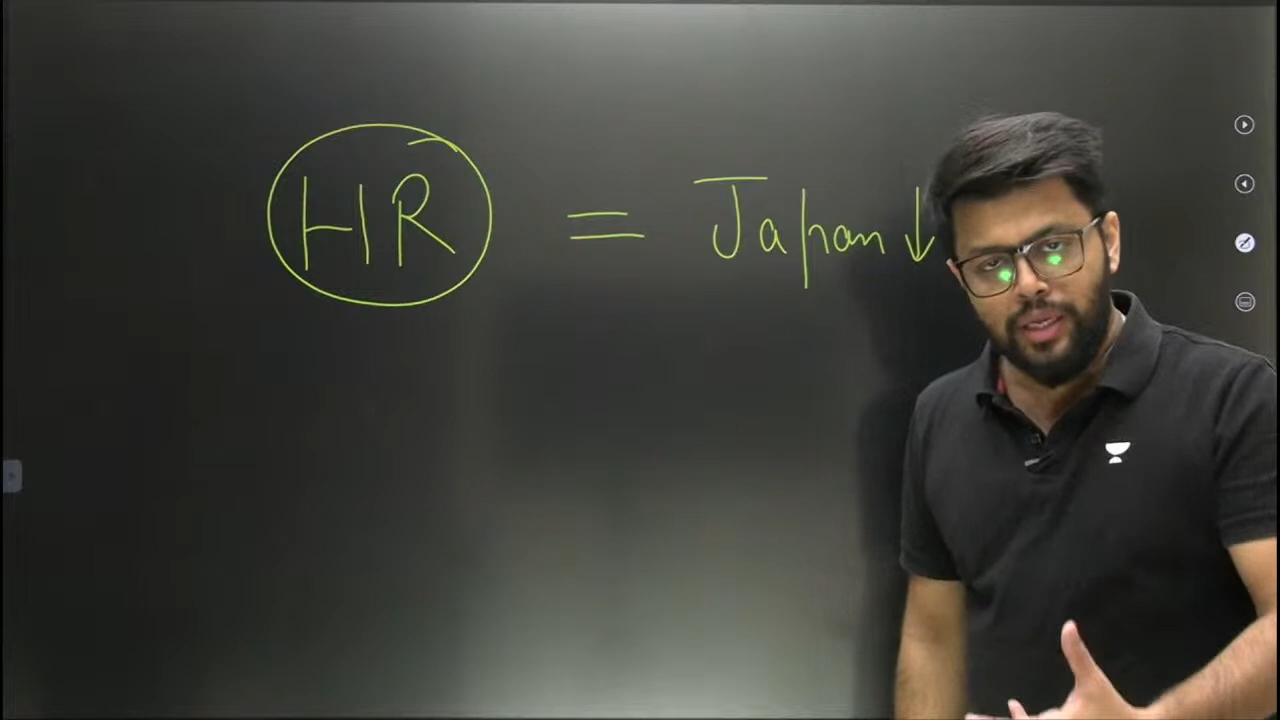 HR = Japan ↓